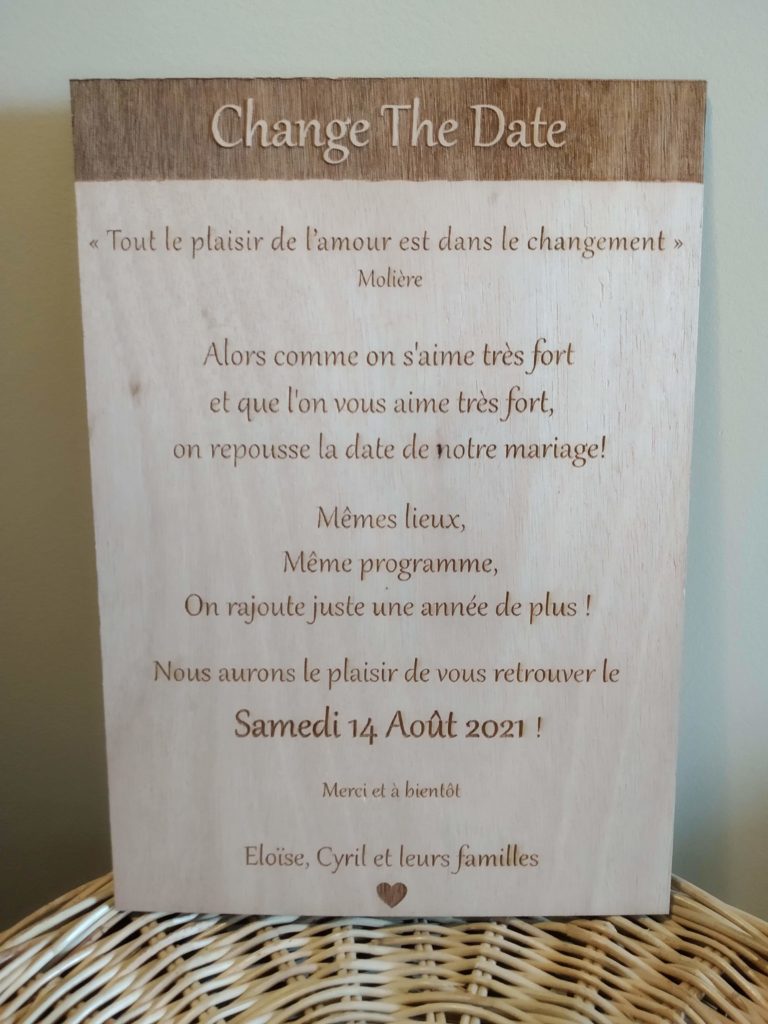 Change The Date
« Tout le plaisir de l’amour est dans le changement »
Molière
Alors comme on s'aime très fort
et que l'on vous aime très fort,
on repousse la date de notre mariage!
Mêmes lieux,
Même programme,
On rajoute juste une année de plus !
Nous aurons le plaisir de vous retrouver le
Samedi 14 Août 2021 !
Merci et à bientôt
Eloïse, Cyril et leurs familles